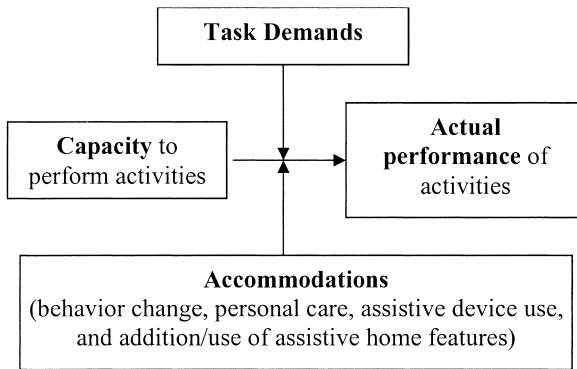 Task Demands
Capacity to
perform activities
Actual
performance of
activities
Accommodations
(behavior change, personal care, assistive device use,
and addition/use of assistive home features)